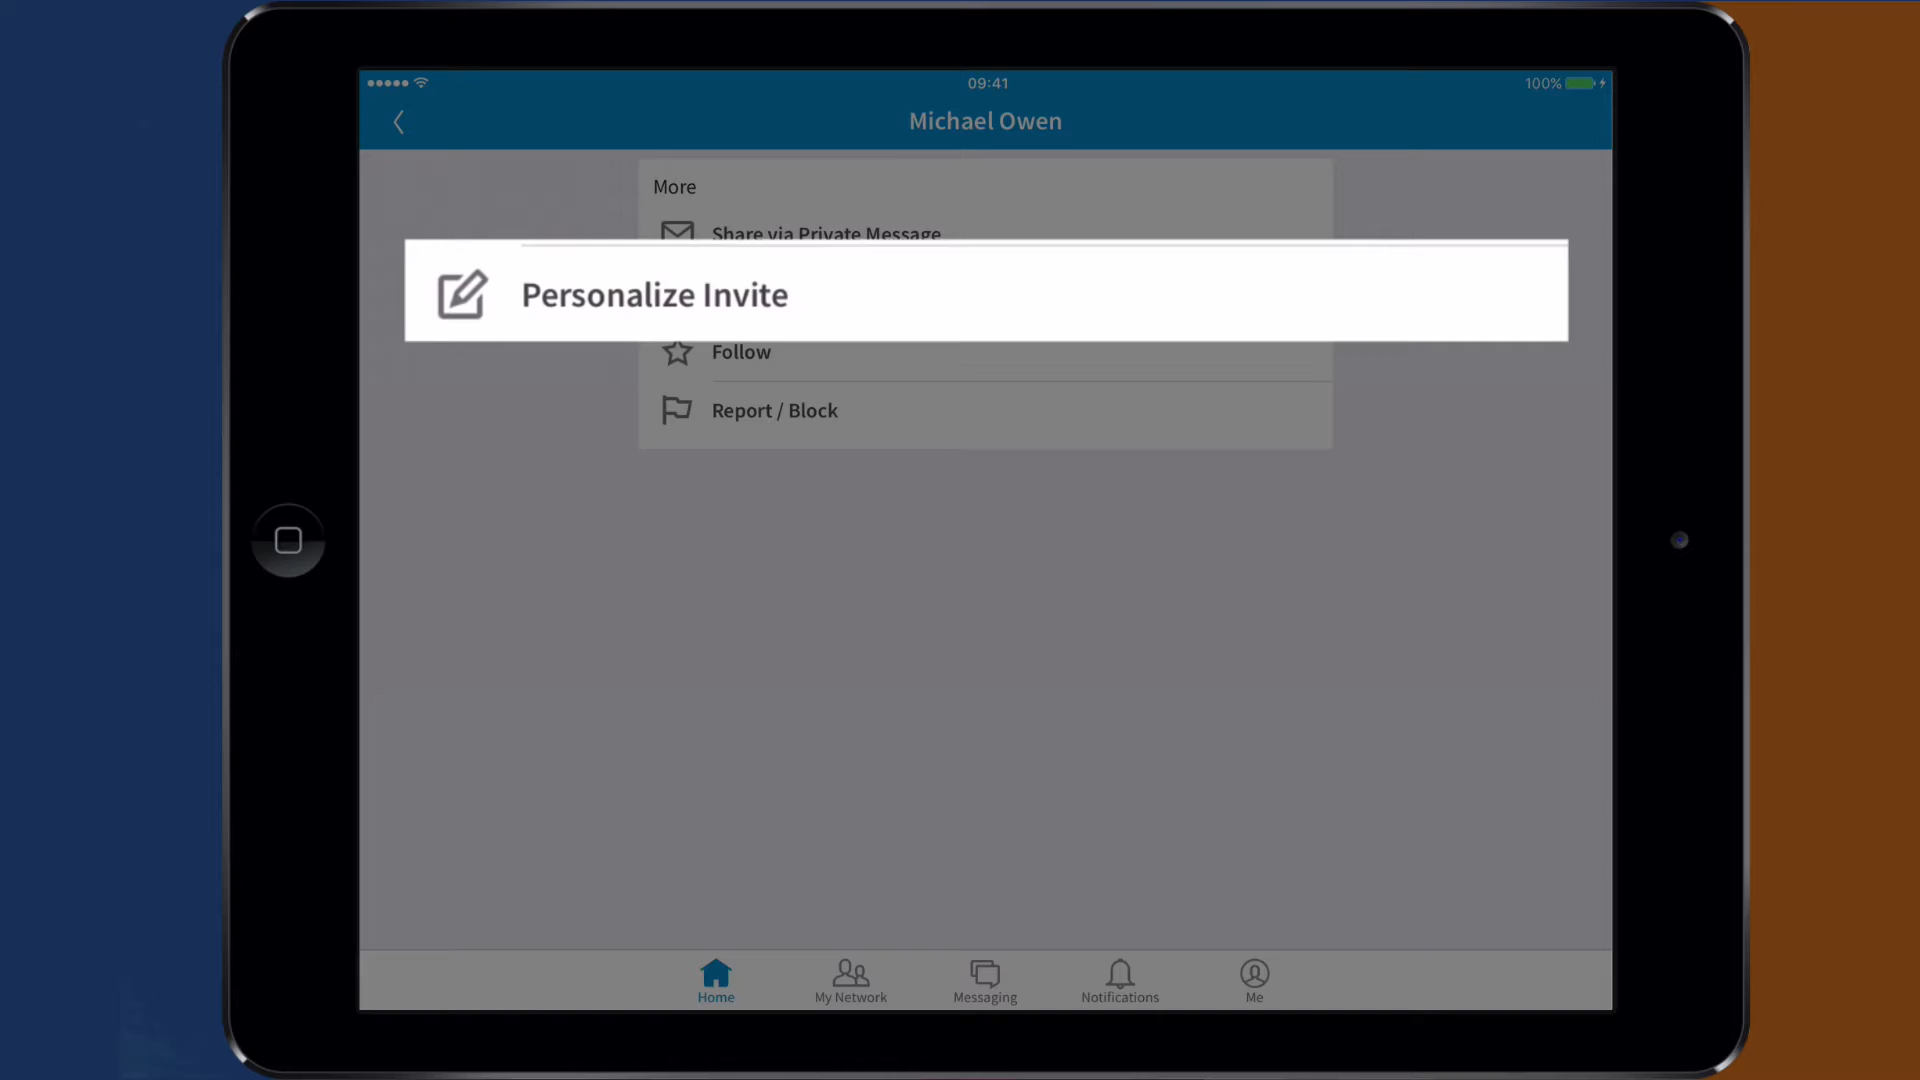 09:41
100%
Michael Owen
More
Share via Private Message
Personalize Invite
Follow
Report / Block
Home
My Network
Messaging
Notifications
Me